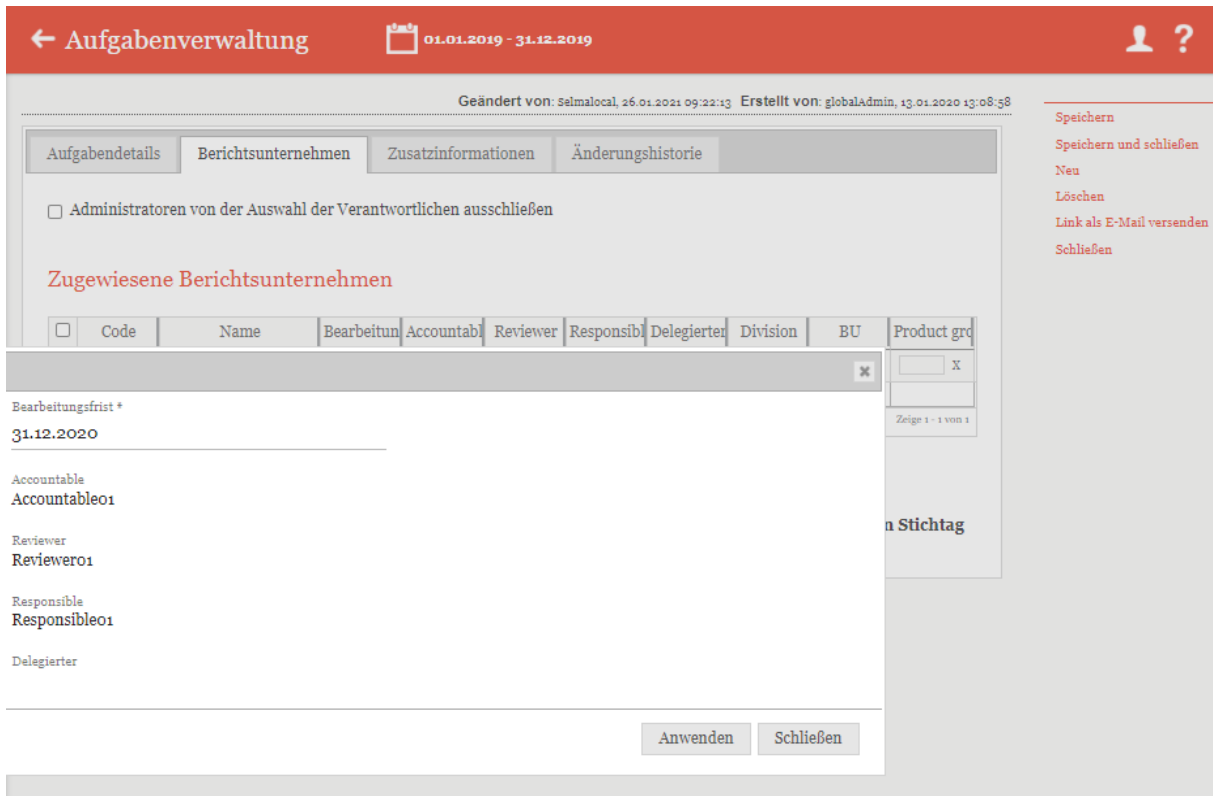 Aufgabenverwaltung
01.01.2019 - 31.12.2019
?
Geändert von: Selmalocal, 26.01.2021 09:22:13 Erstellt von: globalAdmin, 13.01.2020 13:08:58
Speichern
Speichern und schließen
Neu
Löschen
Link als E-Mail versenden
Schließen
Aufgabendetails Berichtsunternehmen Zusatzinformationen Änderungshistorie
Administratoren von der Auswahl der Verantwortlichen ausschließen
Zugewiesene Berichtsunternehmen
Code Name Bearbeitun Accountabl Reviewer Responsibl Delegierter Division BU Product gro
X
Zeige 1 - 1 von 1
n Stichtag
Bearbeitungsfrist *
31.12.2020
Accountable
Accountable01
Reviewer
Reviewer01
Responsible
Responsible01
Delegierter
Anwenden Schließen